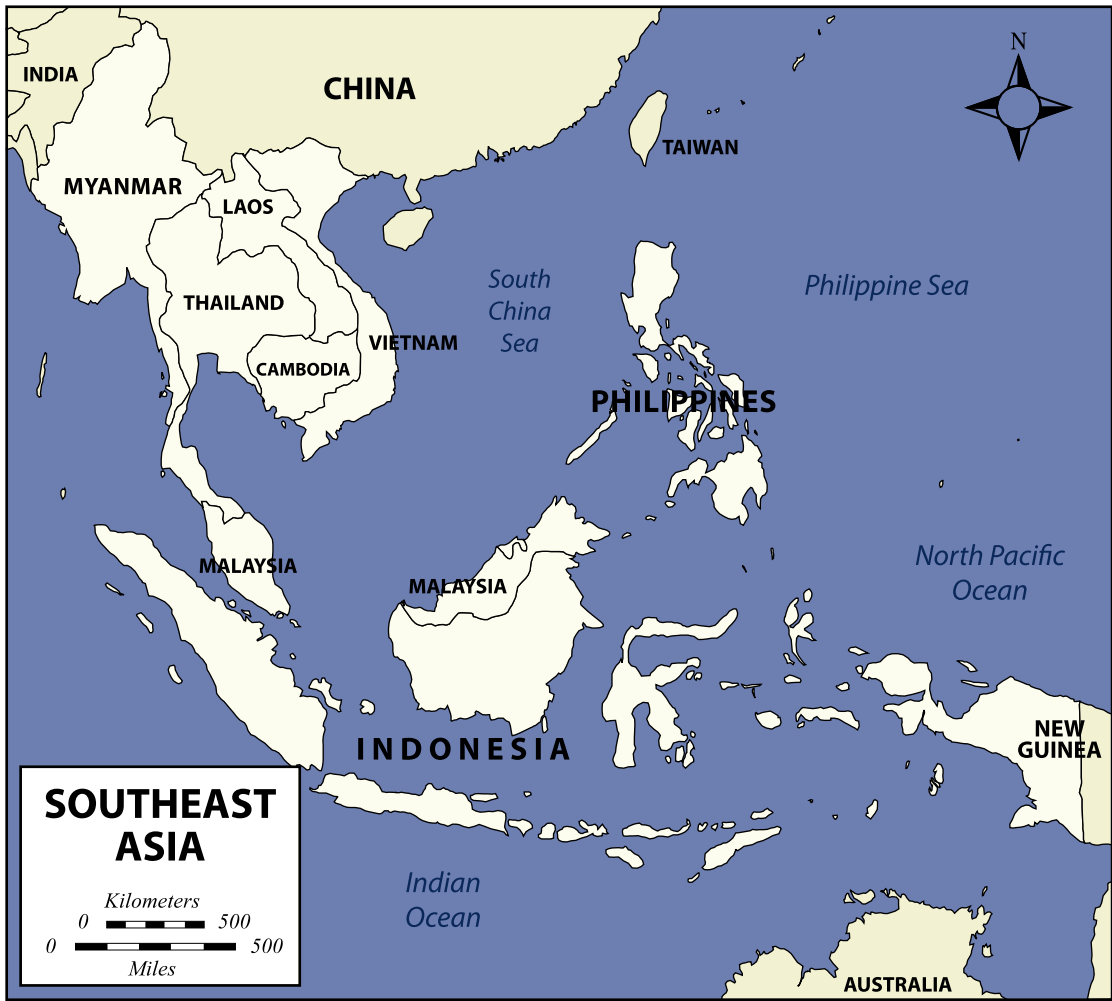 N
INDIA
CHINA
TAIWAN
MYANMAR
LAOS
South
China
Sea
Philippine Sea
THAILAND
VIETNAM
CAMBODIA
PHILIPPINES
North Pacific
Ocean
MALAYSIA
MALAYSIA
NEW
GUINEA
INDONESIA
SOUTHEAST
ASIA
Kilometers
0 500
0 500
Miles
Indian
Ocean
AUSTRALIA